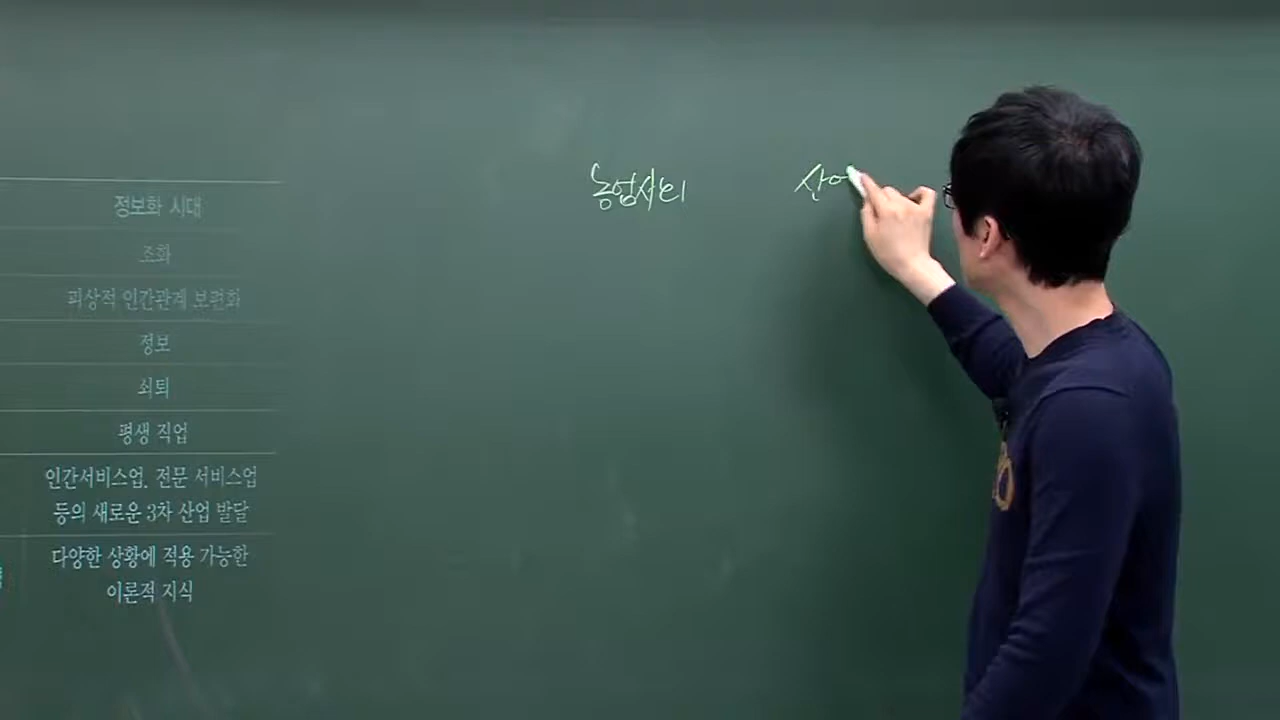 정보화 시대
조화
피상적 인간관계 보편화
정보
쇠퇴
평생 직업
인간서비스업, 전문 서비스업
등의 새로운 3차 산업 발달
다양한 상황에 적용 가능한
이론적 지식
농업사회
산어